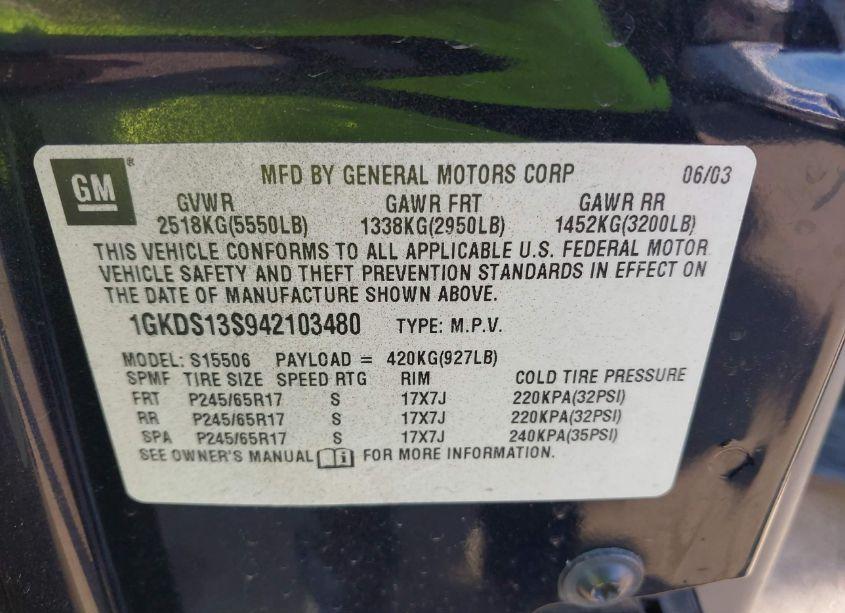 GM® MFD BY GENERAL MOTORS CORP 06/03
GVWR GAWR FRT GAWR RR
2518KG(5550LB) 1338KG(2950LB) 1452KG(3200LB)
THIS VEHICLE CONFORMS TO ALL APPLICABLE U.S. FEDERAL MOTOR
VEHICLE SAFETY AND THEFT PREVENTION STANDARDS IN EFFECT ON
THE DATE OF MANUFACTURE SHOWN ABOVE.
1GKDS13S942103480 TYPE: M.P.V.
MODEL: S15506 PAYLOAD = 420KG(927LB)
SPMF TIRE SIZE SPEED RTG RIM COLD TIRE PRESSURE
FRT P245/65R17 S 17X7J 220KPA(32PSI)
RR P245/65R17 S 17X7J 220KPA(32PSI)
SPA P245/65R17 S 17X7J 240KPA(35PSI)
SEE OWNER'S MANUAL FOR MORE INFORMATION.